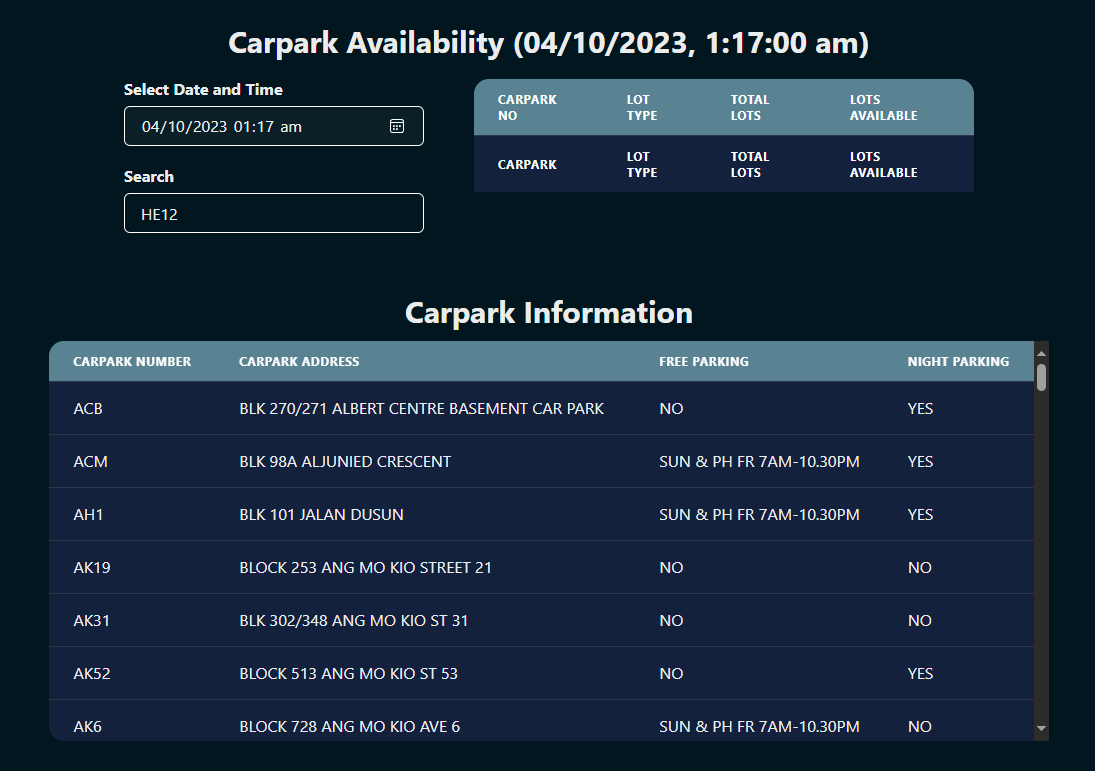 Carpark Availability (04/10/2023, 1:17:00 am)
Select Date and Time
04/10/2023 01:17 am
Search
HE12
CARPARK NO LOT TYPE TOTAL LOTS LOTS AVAILABLE
CARPARK LOT TYPE TOTAL LOTS LOTS AVAILABLE
Carpark Information
CARPARK NUMBER CARPARK ADDRESS FREE PARKING NIGHT PARKING
ACB BLK 270/271 ALBERT CENTRE BASEMENT CAR PARK NO YES
ACM BLK 98A ALJUNIED CRESCENT SUN & PH FR 7AM-10.30PM YES
AH1 BLK 101 JALAN DUSUN SUN & PH FR 7AM-10.30PM YES
AK19 BLOCK 253 ANG MO KIO STREET 21 NO NO
AK31 BLK 302/348 ANG MO KIO ST 31 NO NO
AK52 BLOCK 513 ANG MO KIO ST 53 NO YES
AK6 BLOCK 728 ANG MO KIO AVE 6 SUN & PH FR 7AM-10.30PM NO